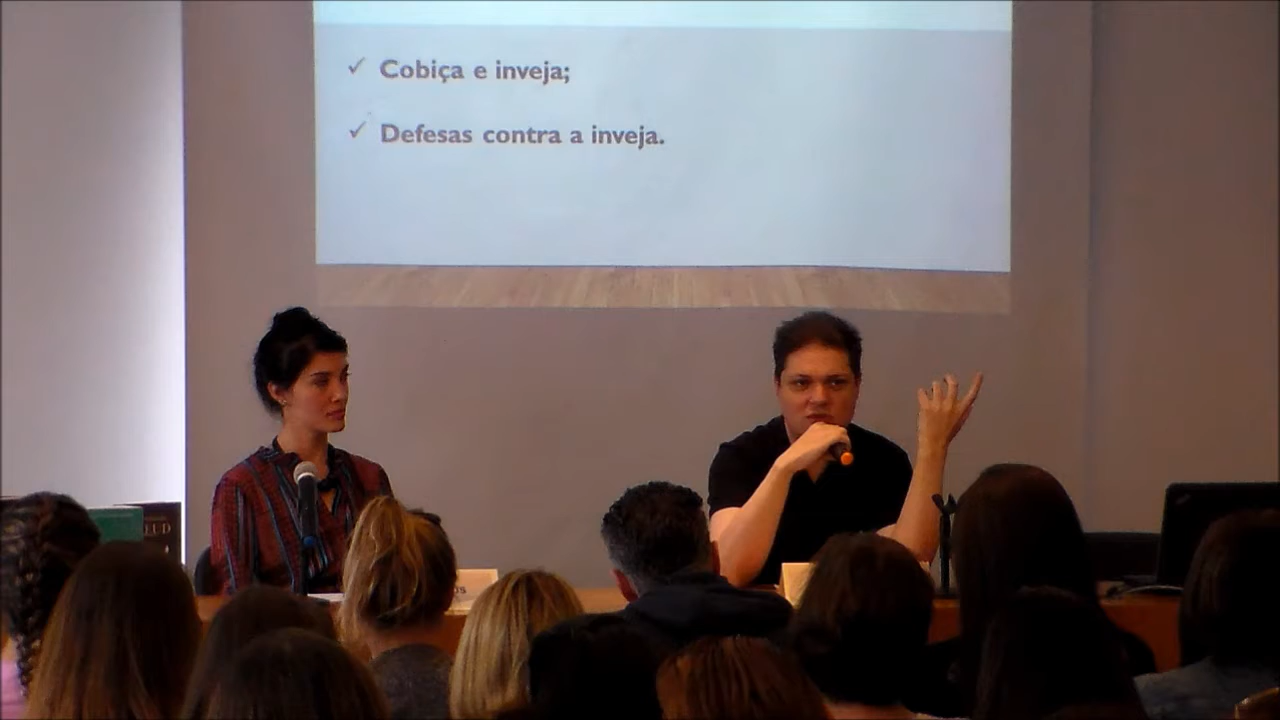 ✓ Cobiça e inveja;
✓ Defesas contra a inveja.